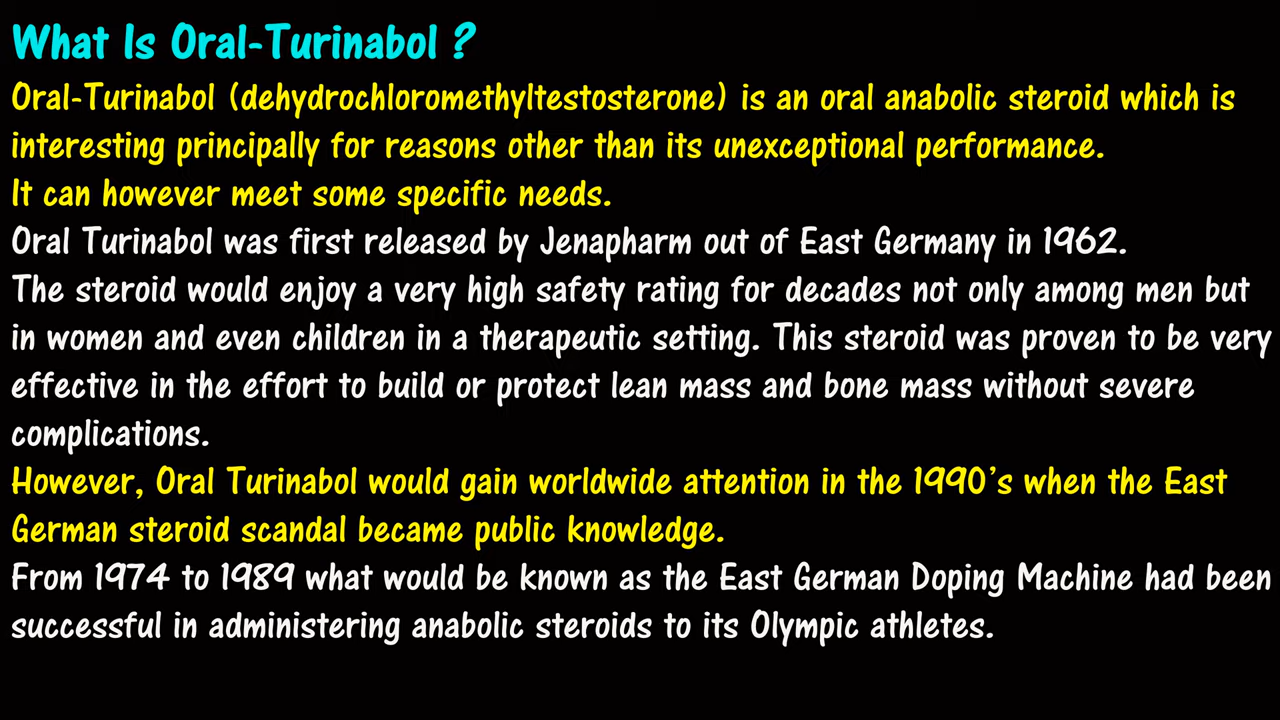 What Is Oral-Turinabol ?
Oral-Turinabol (dehydrochloromethyltestosterone) is an oral anabolic steroid which is
interesting principally for reasons other than its unexceptional performance.
It can however meet some specific needs.
Oral Turinabol was first released by Jenapharm out of East Germany in 1962.
The steroid would enjoy a very high safety rating for decades not only among men but
in women and even children in a therapeutic setting. This steroid was proven to be very
effective in the effort to build or protect lean mass and bone mass without severe
complications.
However, Oral Turinabol would gain worldwide attention in the 1990's when the East
German steroid scandal became public knowledge.
From 1974 to 1989 what would be known as the East German Doping Machine had been
successful in administering anabolic steroids to its Olympic athletes.